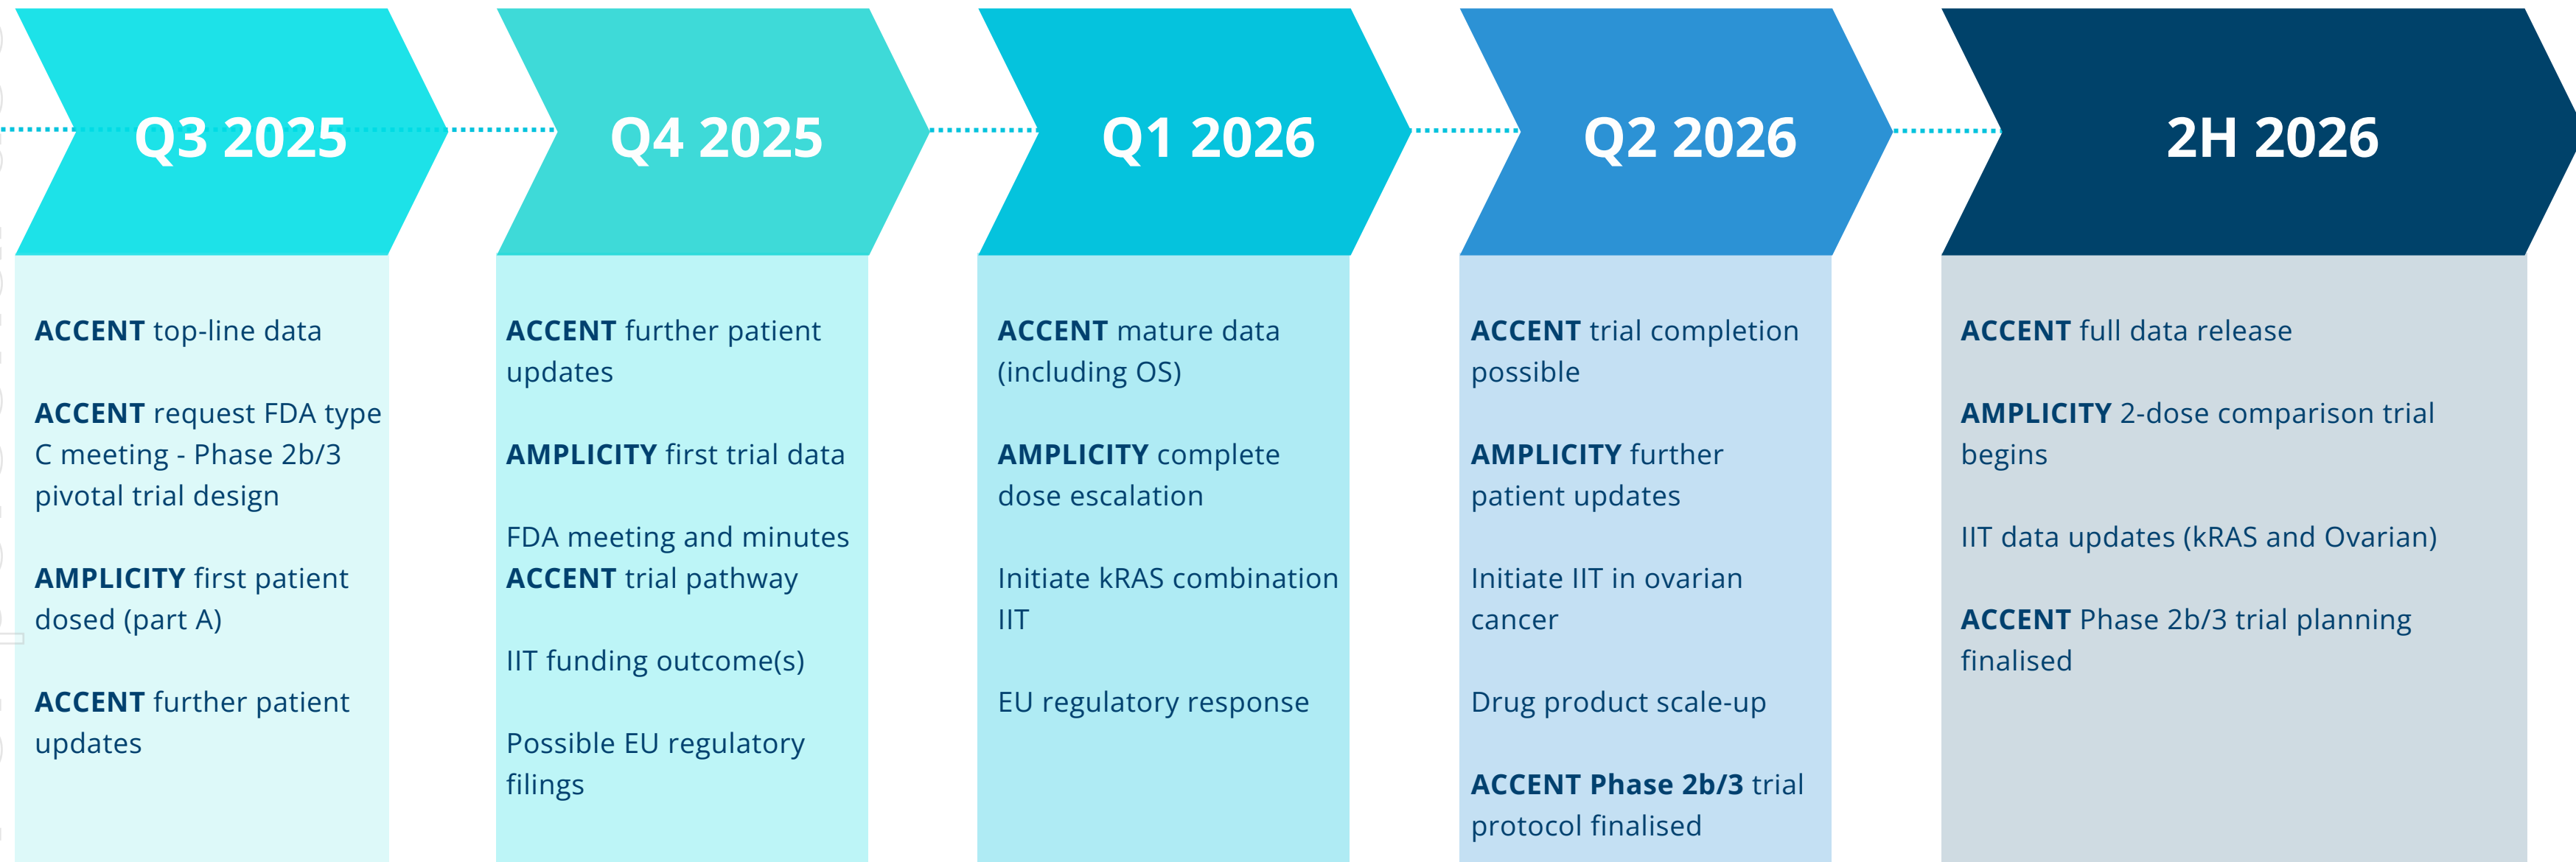 Q3 2025
ACCENT top-line data
ACCENT request FDA type
C meeting - Phase 2b/3
pivotal trial design
AMPLICITY first patient
dosed (part A)
ACCENT further patient
updates
Q4 2025
ACCENT further patient
updates
AMPLICITY first trial data
FDA meeting and minutes
ACCENT trial pathway
IIT funding outcome(s)
Possible EU regulatory
filings
Q1 2026
ACCENT mature data
(including OS)
AMPLICITY complete
dose escalation
Initiate kRAS combination
IIT
EU regulatory response
Q2 2026
ACCENT trial completion
possible
AMPLICITY further
patient updates
Initiate IIT in ovarian
cancer
Drug product scale-up
ACCENT Phase 2b/3 trial
protocol finalised
2H 2026
ACCENT full data release
AMPLICITY 2-dose comparison trial
begins
IIT data updates (kRAS and Ovarian)
ACCENT Phase 2b/3 trial planning
finalised